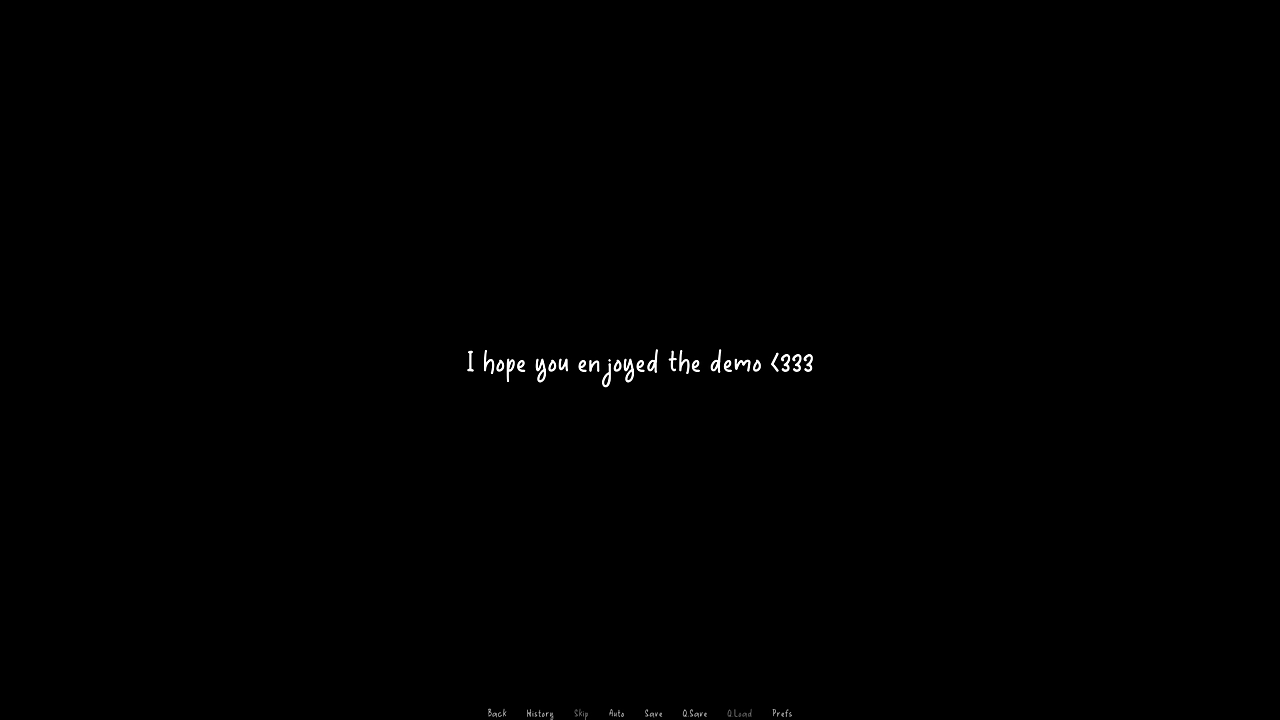 I hope you enjoyed the demo <333
Back History Skip Auto Save Q.Save Q.Load Prefs